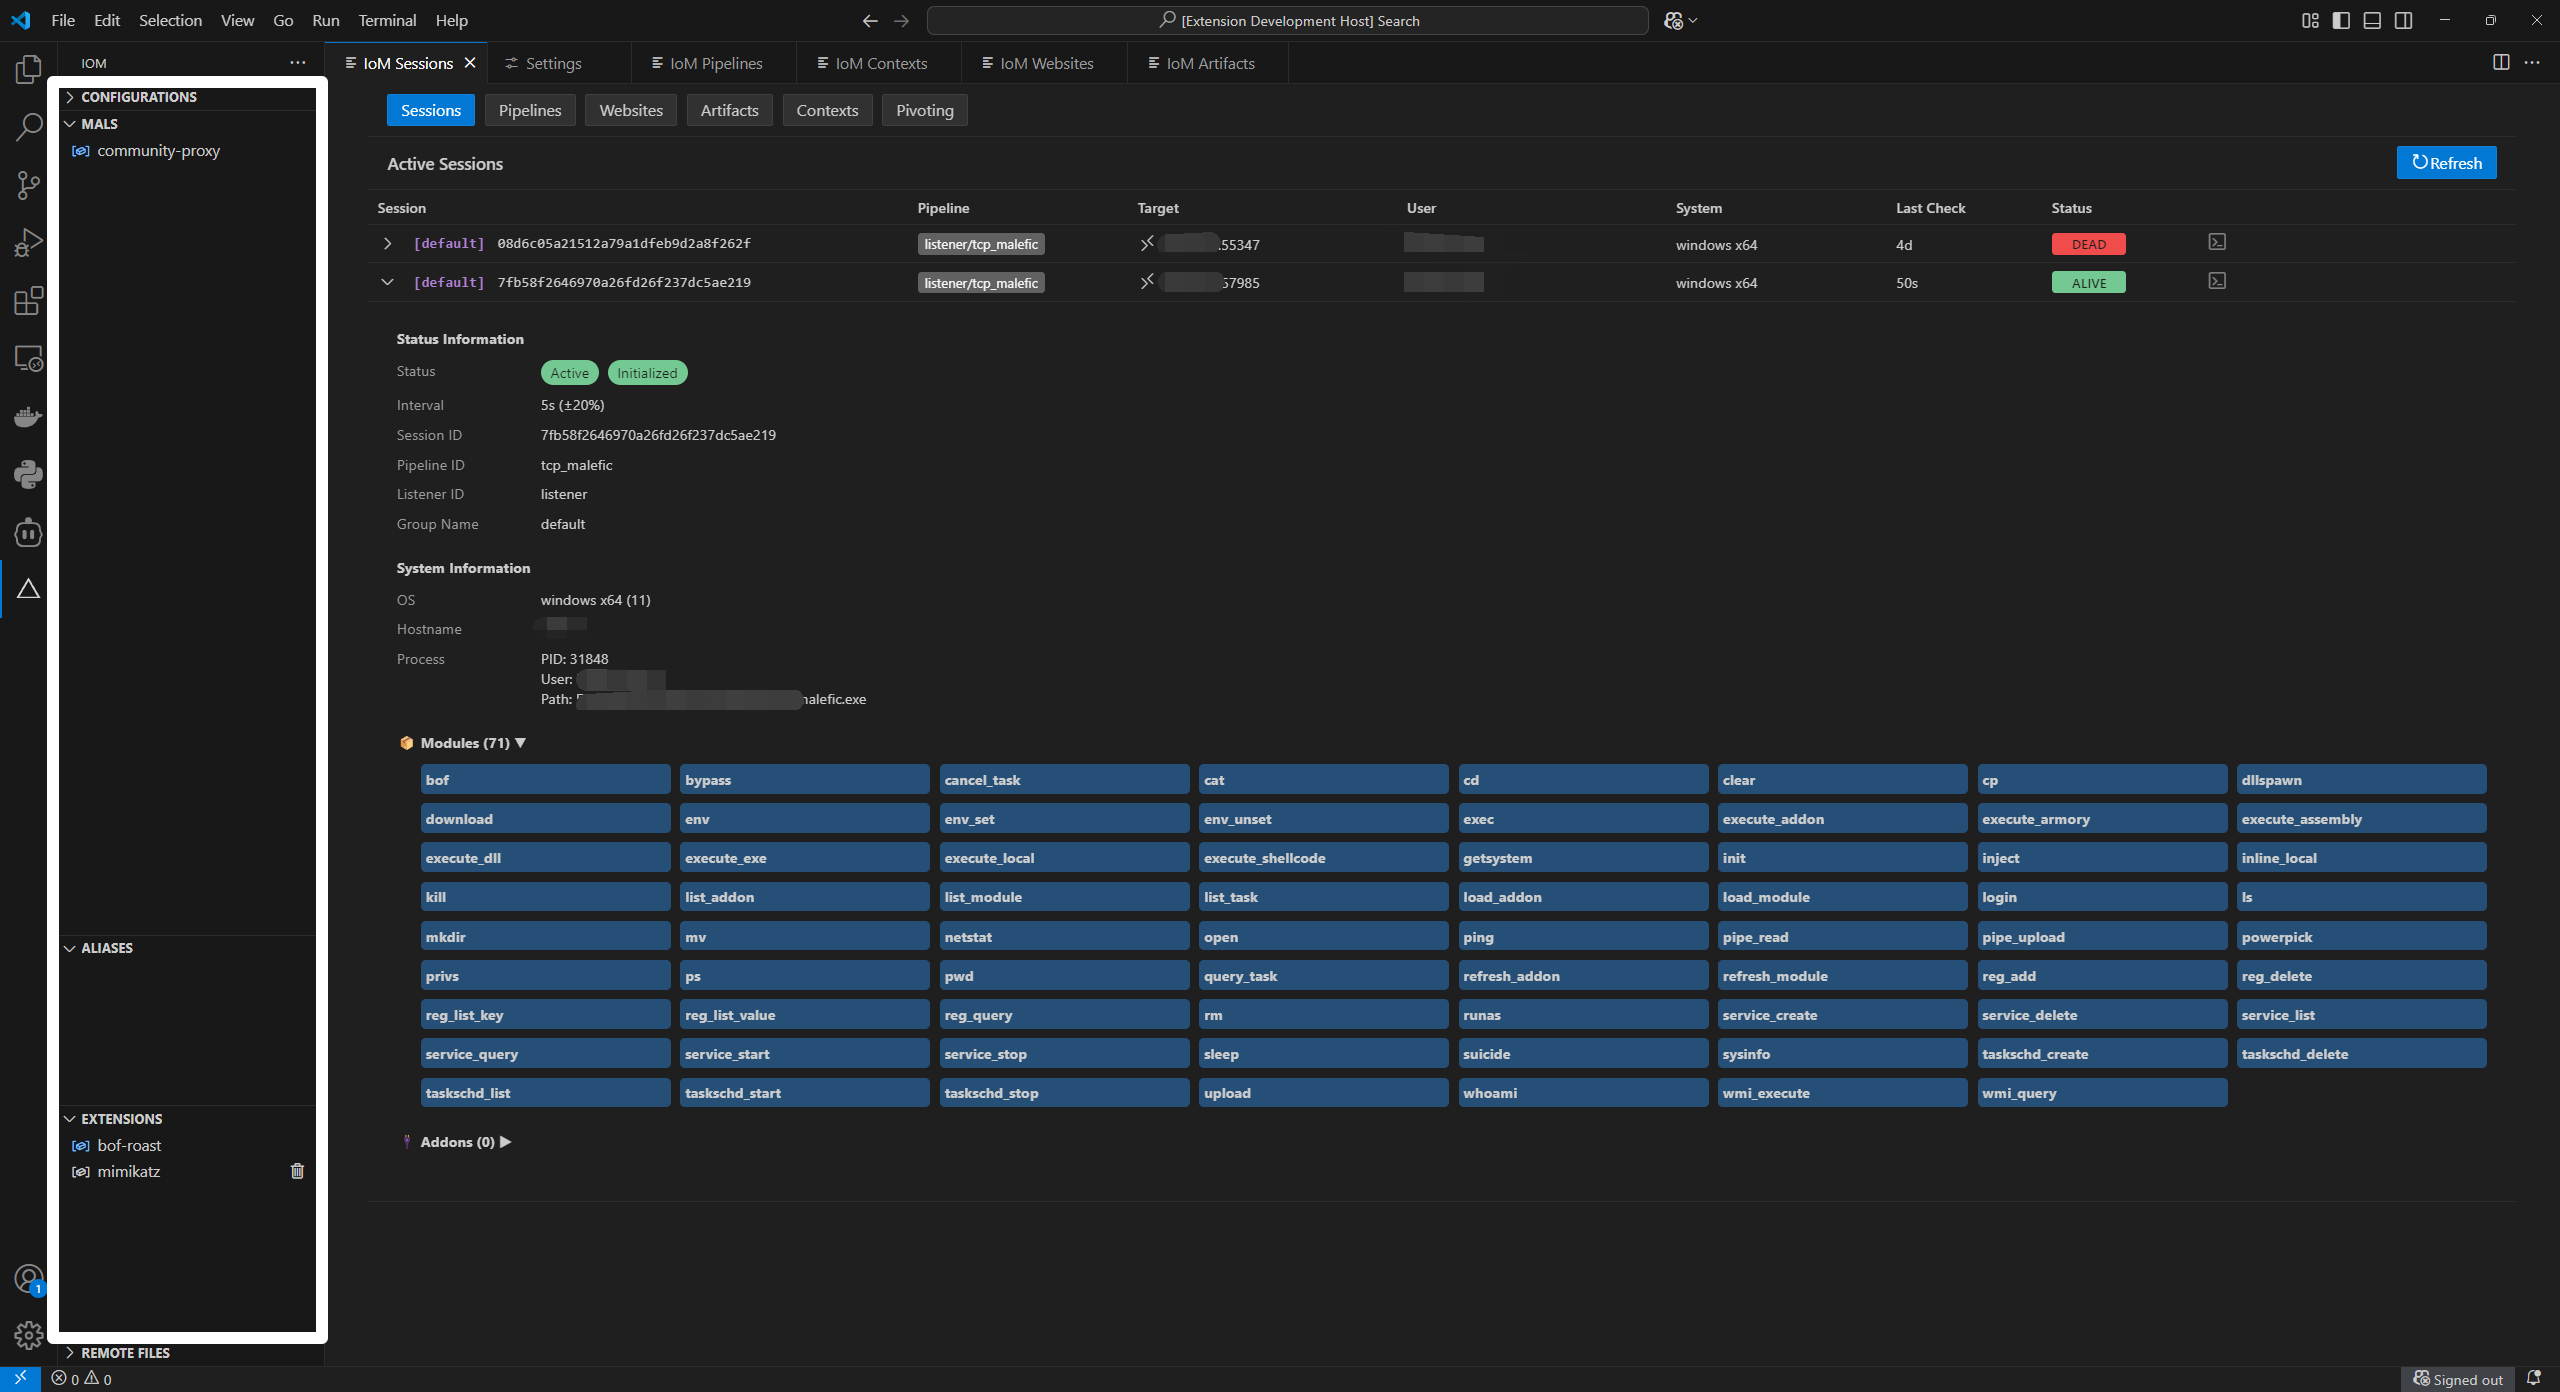 File Edit Selection View Go Run Terminal Help
[Extension Development Host] Search
IOM
IoM Sessions Settings IoM Pipelines IoM Contexts IoM Websites IoM Artifacts
CONFIGURATIONS
MALS
community-proxy
ALIASES
EXTENSIONS
bof-roast
mimikatz
REMOTE FILES
1
Sessions Pipelines Websites Artifacts Contexts Pivoting
Active Sessions
Refresh
Session Pipeline Target User System Last Check Status
[default] 08d6c05a21512a79a1dfeb9d2a8f262f listener/tcp_malefic 55347 windows x64 4d DEAD
[default] 7fb58f2646970a26fd26f237dc5ae219 listener/tcp_malefic 57985 windows x64 50s ALIVE
Status Information
Status Active Initialized
Interval 5s (±20%)
Session ID 7fb58f2646970a26fd26f237dc5ae219
Pipeline ID tcp_malefic
Listener ID listener
Group Name default
System Information
OS windows x64 (11)
Hostname
Process PID: 31848
User:
Path: alefic.exe
Modules (71) ▼
bof bypass cancel_task cat cd clear cp dllspawn
download env env_set env_unset exec execute_addon execute_armory execute_assembly
execute_dll execute_exe execute_local execute_shellcode getsystem init inject inline_local
kill list_addon list_module list_task load_addon load_module login ls
mkdir mv netstat open ping pipe_read pipe_upload powerpick
privs ps pwd query_task refresh_addon refresh_module reg_add reg_delete
reg_list_key reg_list_value reg_query rm runas service_create service_delete service_list
service_query service_start service_stop sleep suicide sysinfo taskschd_create taskschd_delete
taskschd_list taskschd_start taskschd_stop upload whoami wmi_execute wmi_query
Addons (0) ▶
0 0
Signed out